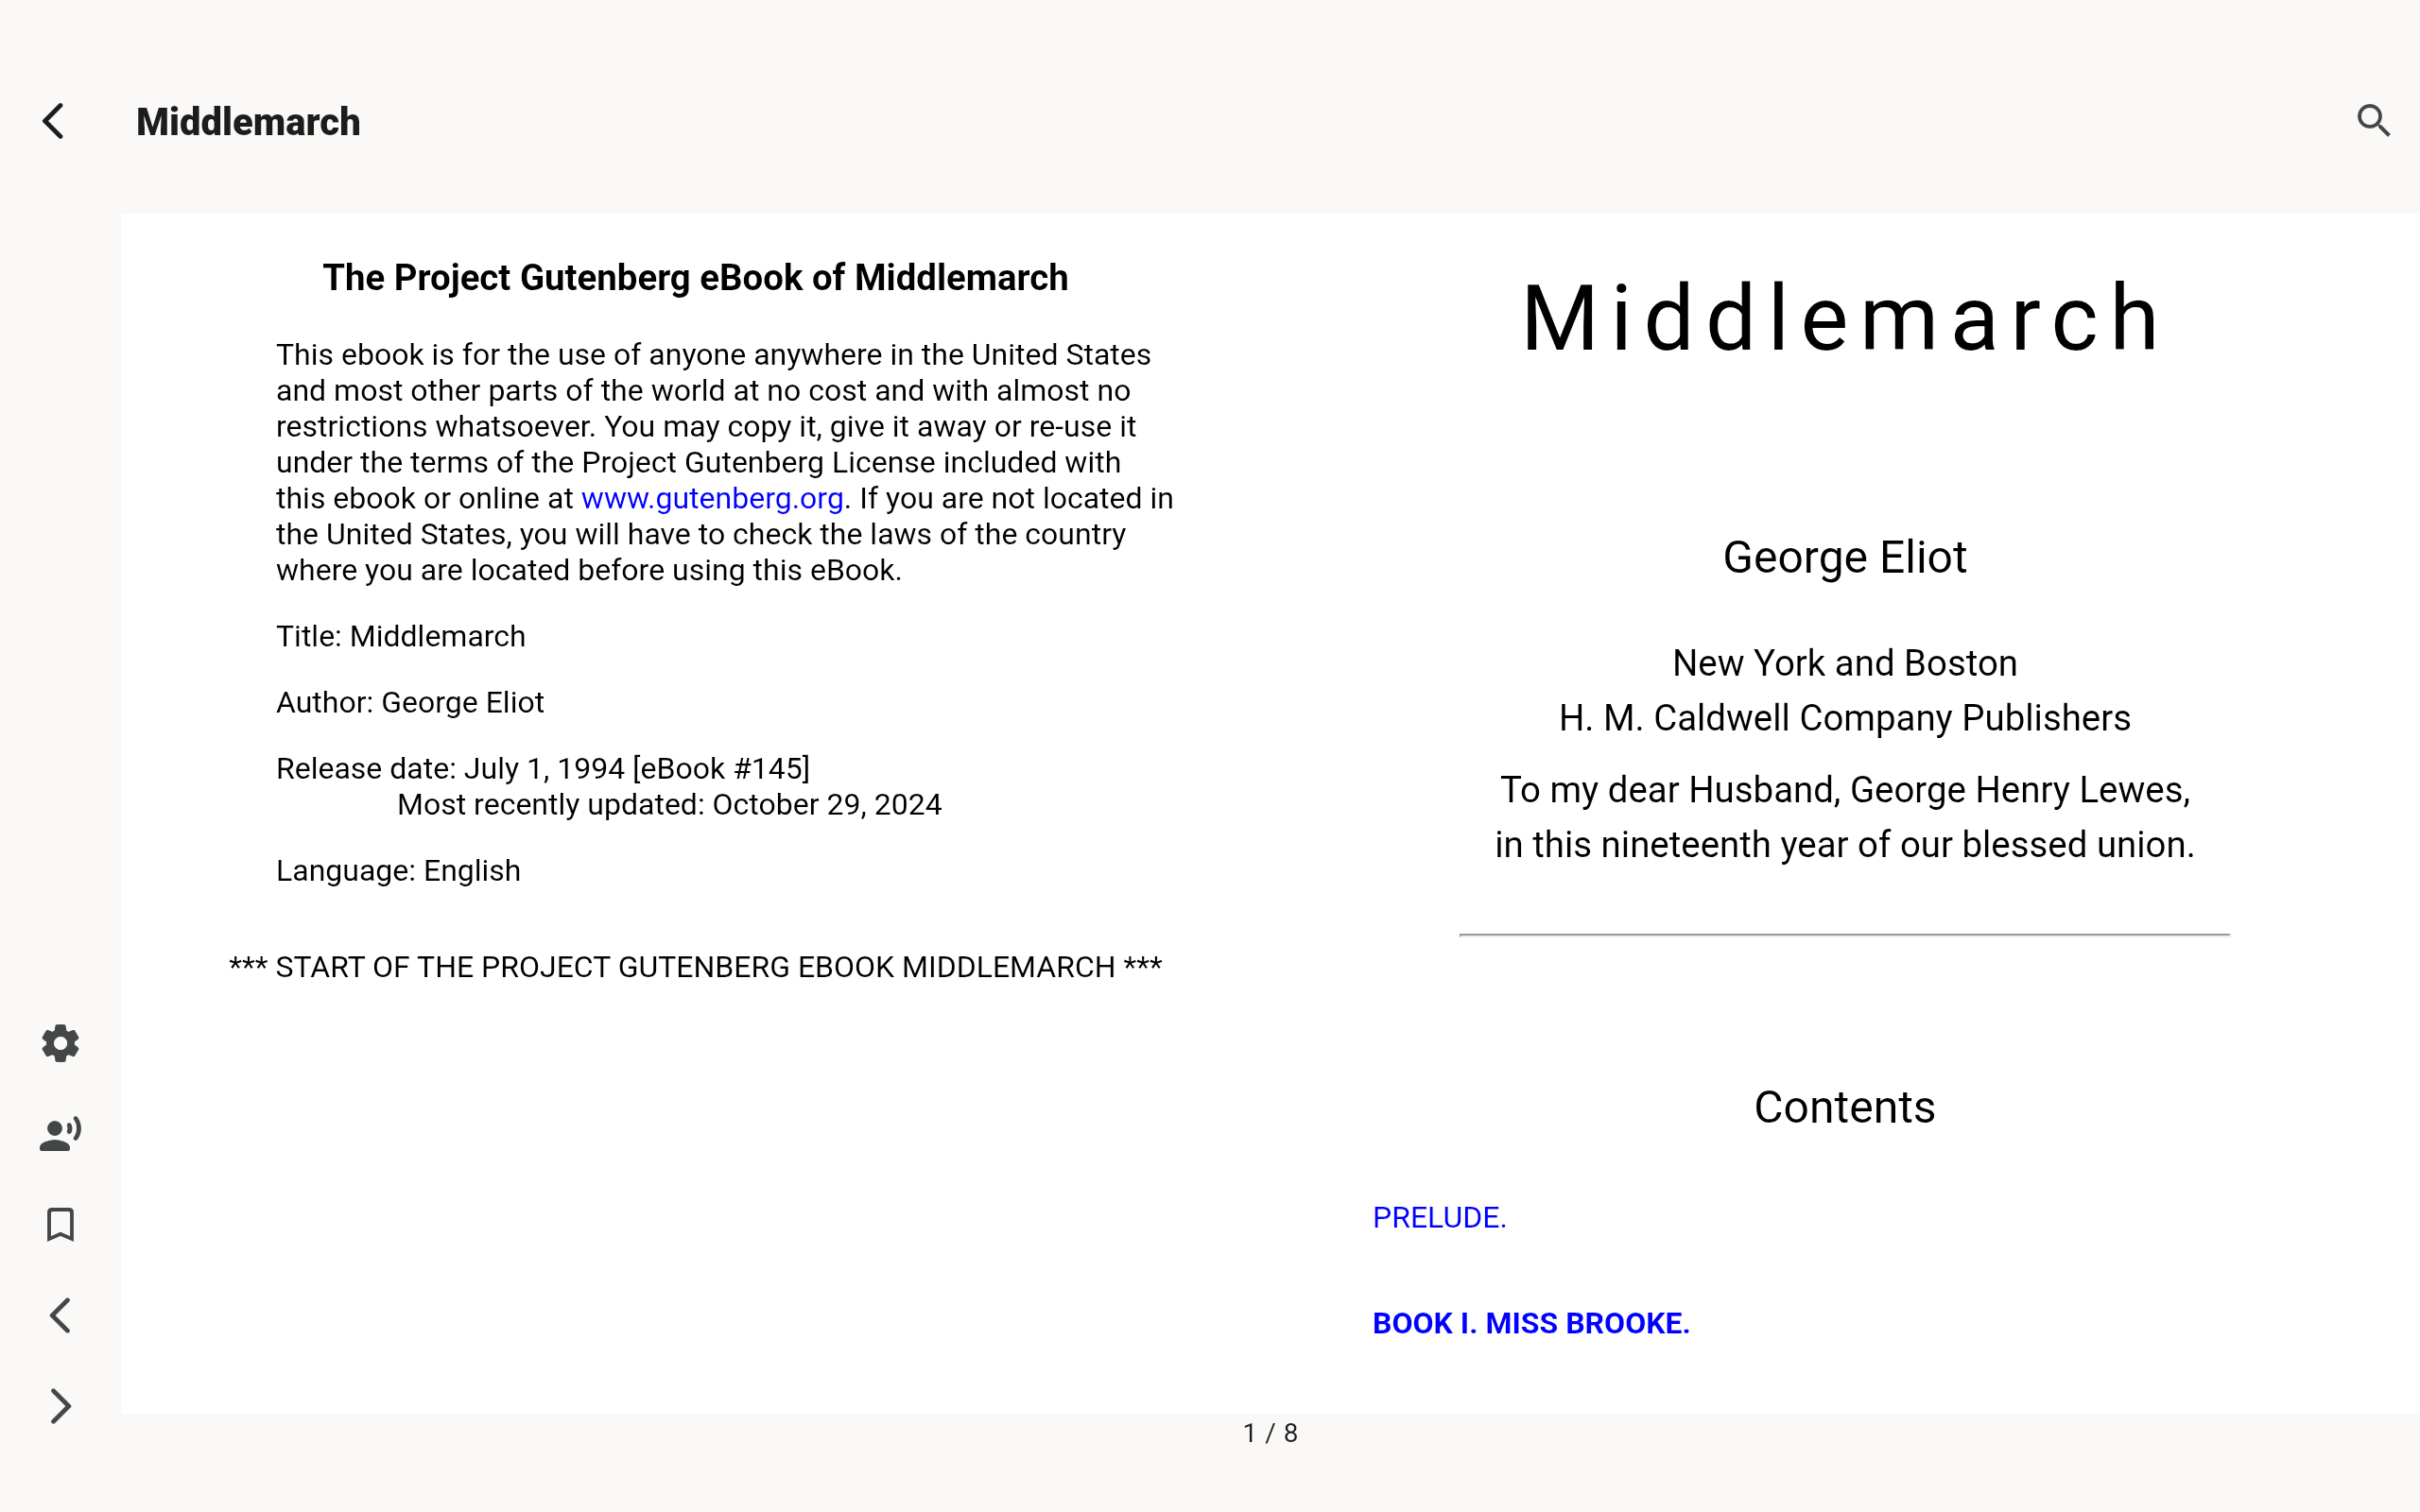 Middlemarch
The Project Gutenberg eBook of Middlemarch
This ebook is for the use of anyone anywhere in the United States
and most other parts of the world at no cost and with almost no
restrictions whatsoever. You may copy it, give it away or re-use it
under the terms of the Project Gutenberg License included with
this ebook or online at www.gutenberg.org. If you are not located in
the United States, you will have to check the laws of the country
where you are located before using this eBook.
Title: Middlemarch
Author: George Eliot
Release date: July 1, 1994 [eBook #145]
Most recently updated: October 29, 2024
Language: English
*** START OF THE PROJECT GUTENBERG EBOOK MIDDLEMARCH ***
Middlemarch
George Eliot
New York and Boston
H. M. Caldwell Company Publishers
To my dear Husband, George Henry Lewes,
in this nineteenth year of our blessed union.
Contents
PRELUDE.
BOOK I. MISS BROOKE.
1 / 8